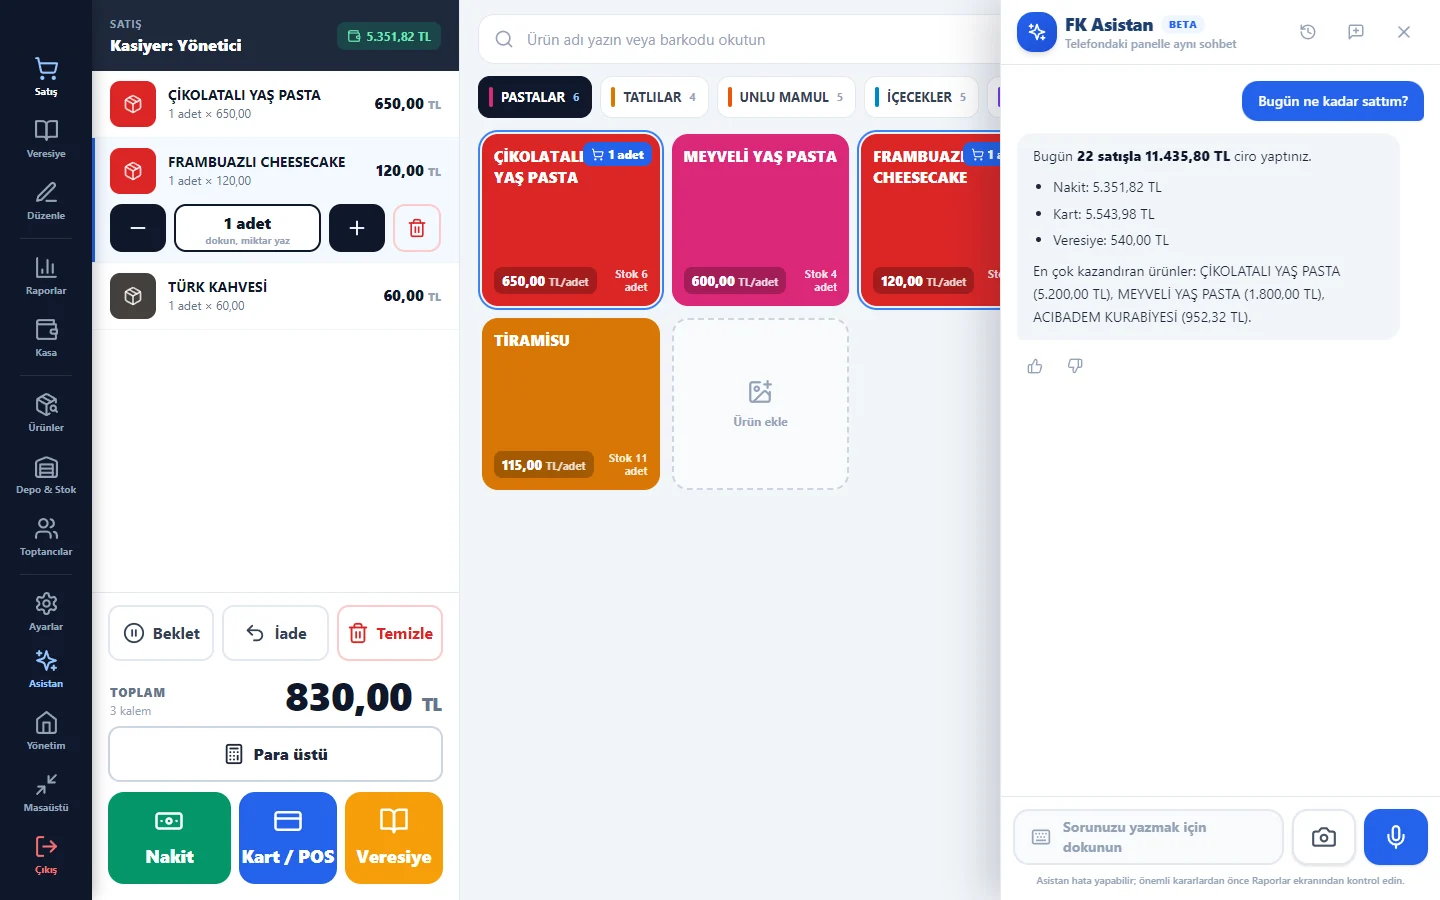 Satış
Veresiye
Düzenle
Raporlar
Kasa
Ürünler
Depo & Stok
Toptancılar
Ayarlar
Asistan
Yönetim
Masaüstü
Çıkış
SATIŞ
Kasiyer: Yönetici
5.351,82 TL
ÇİKOLATALI YAŞ PASTA
1 adet × 650,00
650,00 TL
FRAMBUAZLI CHEESECAKE
1 adet × 120,00
120,00 TL
1 adet
dokun, miktar yaz
TÜRK KAHVESİ
1 adet × 60,00
60,00 TL
Beklet
İade
Temizle
TOPLAM
3 kalem
830,00 TL
Para üstü
Nakit
Kart / POS
Veresiye
Ürün adı yazın veya barkodu okutun
PASTALAR 6
TATLILAR 4
UNLU MAMUL 5
İÇECEKLER 5
ÇİKOLATALI
YAŞ PASTA
1 adet
650,00 TL/adet
Stok 6
adet
MEYVELİ YAŞ PASTA
600,00 TL/adet
Stok 4
adet
FRAMBUAZL
CHEESECAKE
1
120,00 TL/adet
TİRAMİSU
115,00 TL/adet
Stok 11
adet
Ürün ekle
FK Asistan BETA
Telefondaki panelle aynı sohbet
Bugün ne kadar sattım?
Bugün 22 satışla 11.435,80 TL ciro yaptınız.
• Nakit: 5.351,82 TL
• Kart: 5.543,98 TL
• Veresiye: 540,00 TL
En çok kazandıran ürünler: ÇİKOLATALI YAŞ PASTA
(5.200,00 TL), MEYVELİ YAŞ PASTA (1.800,00 TL),
ACIBADEM KURABİYESİ (952,32 TL).
Sorunuzu yazmak için
dokunun
Asistan hata yapabilir; önemli kararlardan önce Raporlar ekranından kontrol edin.